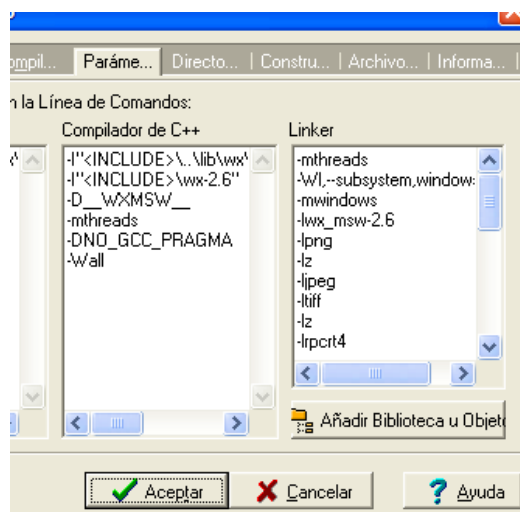 ompil...
Paráme...
Directo...
Constru...
Archivo...
Informa...
la Línea de Comandos:
Compilador de C++
Linker
-I"<INCLUDE>\..\lib\wx\
-I"<INCLUDE>\wx-2.6"
-D__WXMSW__
-mthreads
-DNO_GCC_PRAGMA
-Wall
-mthreads
-Wl,--subsystem,window
-mwindows
-lwx_msw-2.6
-lpng
-lz
-ljpeg
-ltiff
-lz
-lrpcrt4
Añadir Biblioteca u Objet
Aceptar
Cancelar
Ayuda